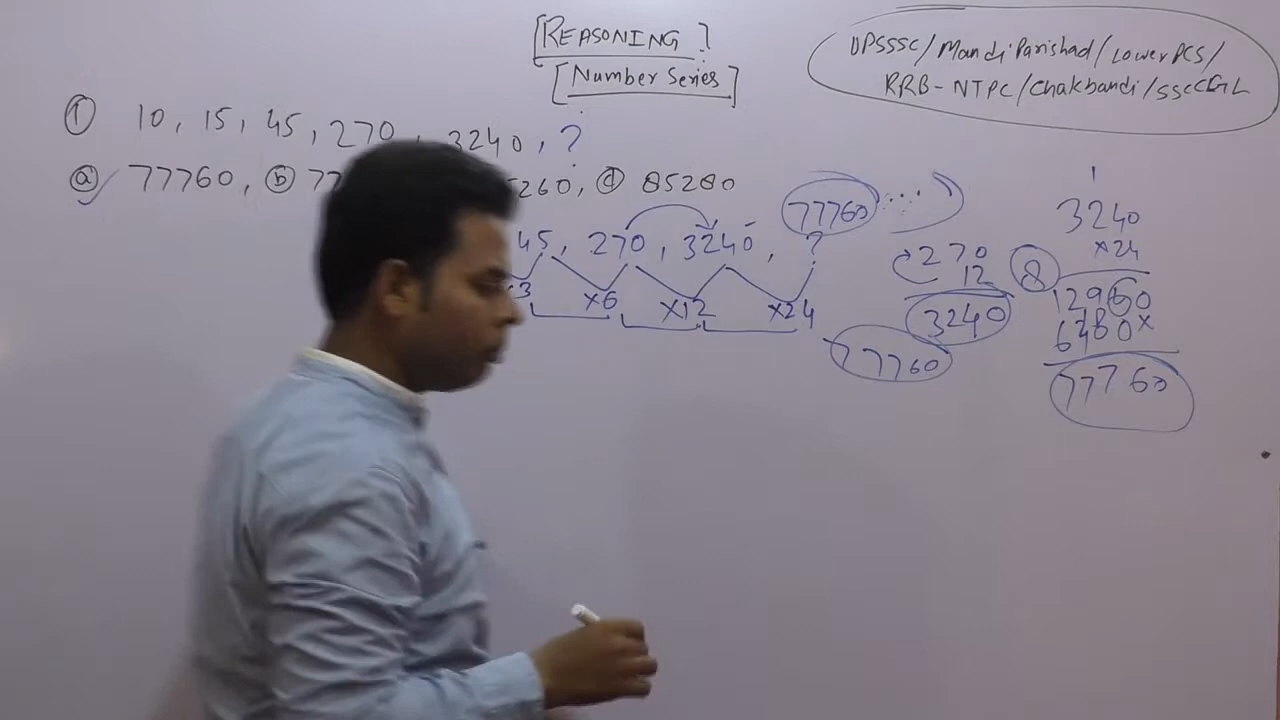 [REASONING ?
[Number Series]
UPSSSC/Mandi Parishad/Lower PCS/
RRB-NTPC/Chakbandi/SSC CGL
① 10, 15, 45, 270, 3240, ?
ⓐ 77760, ⓑ 77 5260, ⓓ 85280
45, 270, 3240, ?
77760
×3 ×6 ×12 ×24
77760
270
12
3240
1
3240
×24
8
12960
6480×
77760